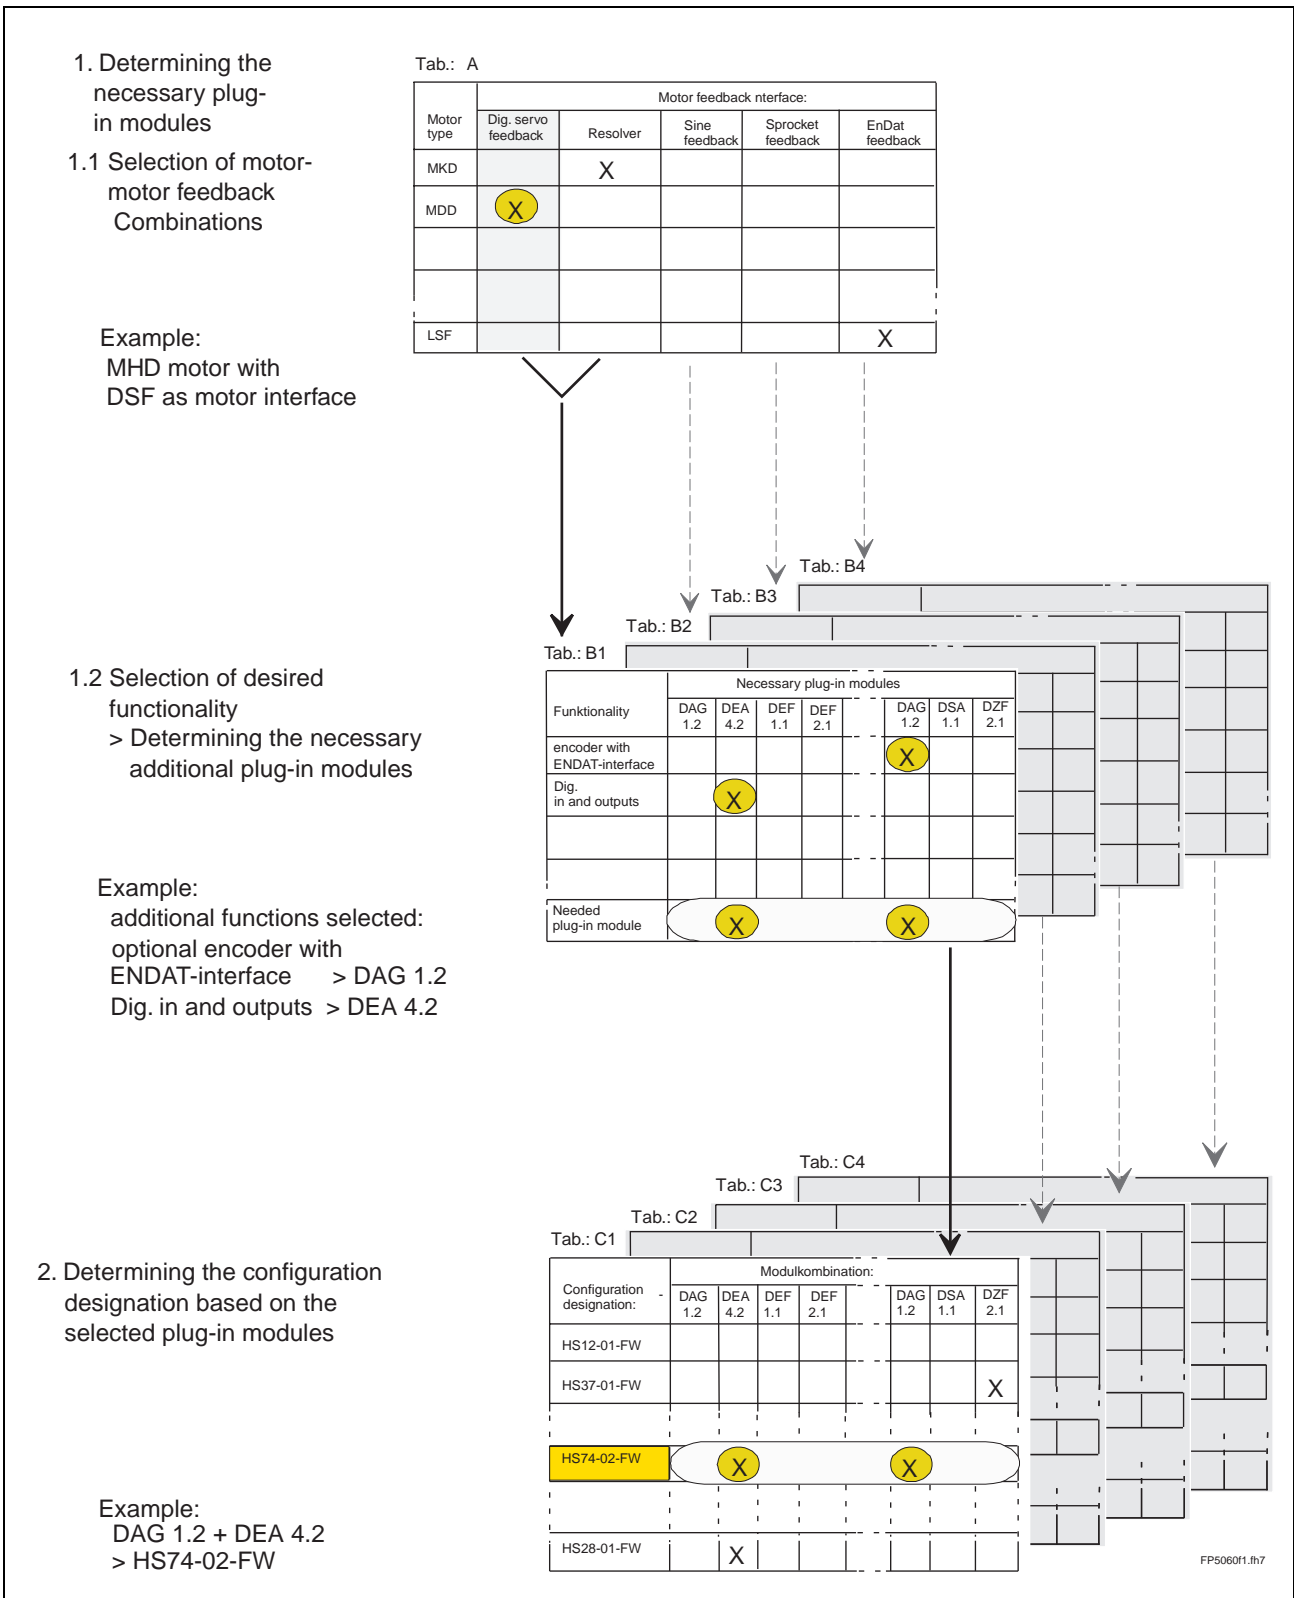 1. Determining the
necessary plug-
in modules
1.1 Selection of motor-
motor feedback
Combinations
Example:
MHD motor with
DSF as motor interface
Tab.: A
Motor feedback nterface:
Motor
type
Dig. servo
feedback
Resolver
Sine
feedback
Sprocket
feedback
EnDat
feedback
MKD
X
MDD
X
LSF
X
Tab.: B4
Tab.: B3
Tab.: B2
Tab.: B1
1.2 Selection of desired
functionality
> Determining the necessary
additional plug-in modules
Example:
additional functions selected:
optional encoder with
ENDAT-interface > DAG 1.2
Dig. in and outputs > DEA 4.2
Necessary plug-in modules
Funktionality
DAG
1.2
DEA
4.2
DEF
1.1
DEF
2.1
DAG
1.2
DSA
1.1
DZF
2.1
encoder with
ENDAT-interface
X
Dig.
in and outputs
X
Needed
plug-in module
X
X
Tab.: C4
Tab.: C3
Tab.: C2
Tab.: C1
2. Determining the configuration
designation based on the
selected plug-in modules
Example:
DAG 1.2 + DEA 4.2
> HS74-02-FW
Modulkombination:
Configuration -
designation:
DAG
1.2
DEA
4.2
DEF
1.1
DEF
2.1
DAG
1.2
DSA
1.1
DZF
2.1
HS12-01-FW
HS37-01-FW
X
HS74-02-FW
X
X
HS28-01-FW
X
FP5060f1.fh7